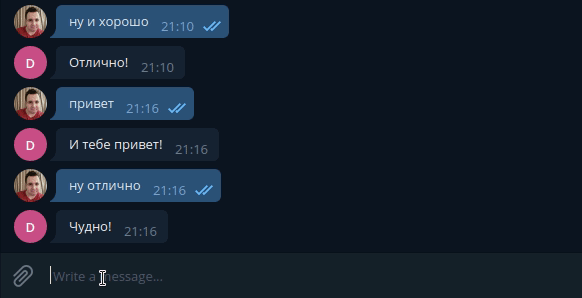 ну и хорошо 21:10
D Отлично! 21:10
привет 21:16
D И тебе привет! 21:16
ну отлично 21:16
D Чудно! 21:16
Write a message...